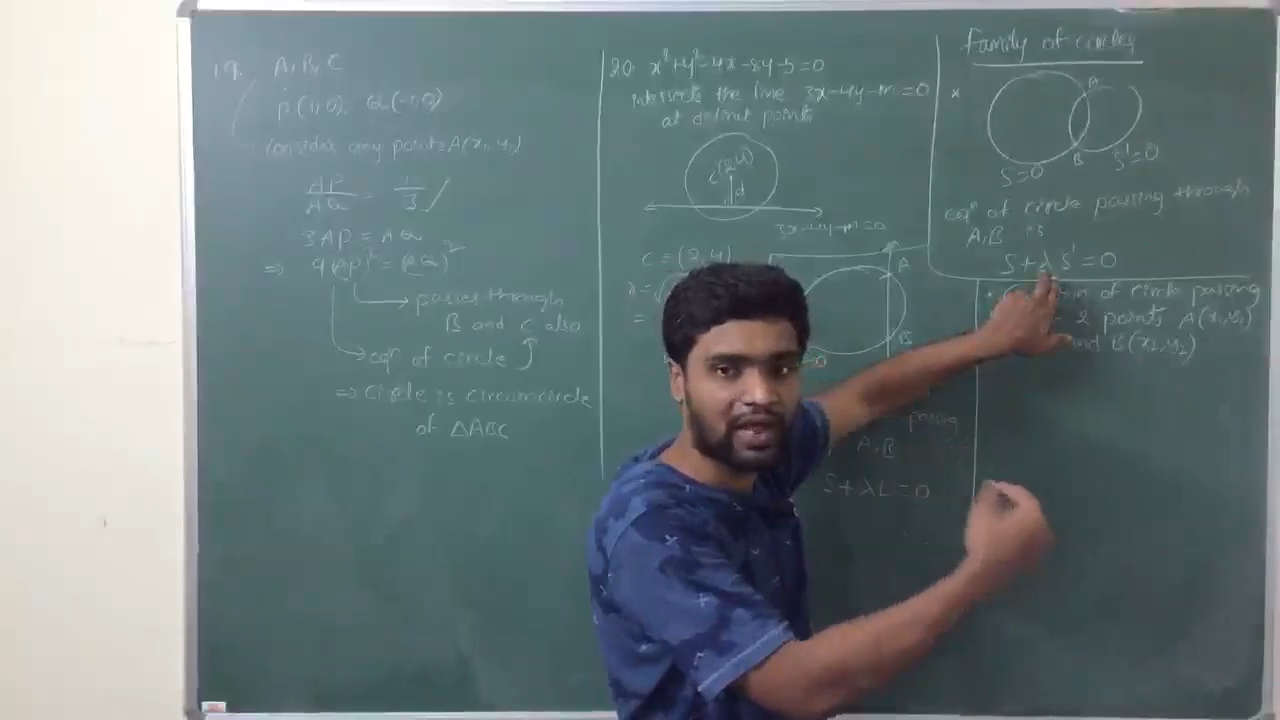 19. A, B, C
P(1,0), Q(-1,0)
Consider any point = A(x1, y1)
AP/AQ = 1/3
3AP = AQ
⇒ 9(AP)² = (AQ)²
passes through
B and C also
eqn of circle
⇒ Circle is circumcircle
of ΔABC
20. x²+y²-4x-8y-5=0
intersects the line 3x-4y-m=0
at distinct points
C(2,4)
d
3x-4y-m=0
C = (2,4)
r = √
=
A
B
=0
passing
A,B
S+λL=0
Family of circles
A
B
S=0
S'=0
eqn of circle passing through
A,B is
S+λS'=0
of circle passing
2 points A(x1,y1)
and B(x2,y2)